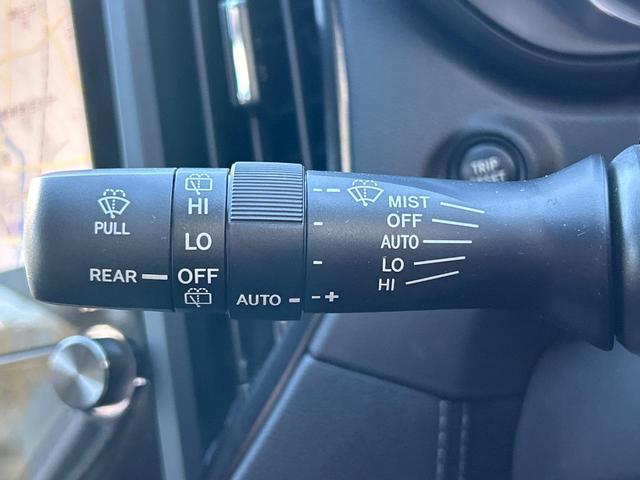 PULL
REAR
HI
LO
OFF
AUTO
- +
MIST
OFF
AUTO
LO
HI
TRIP